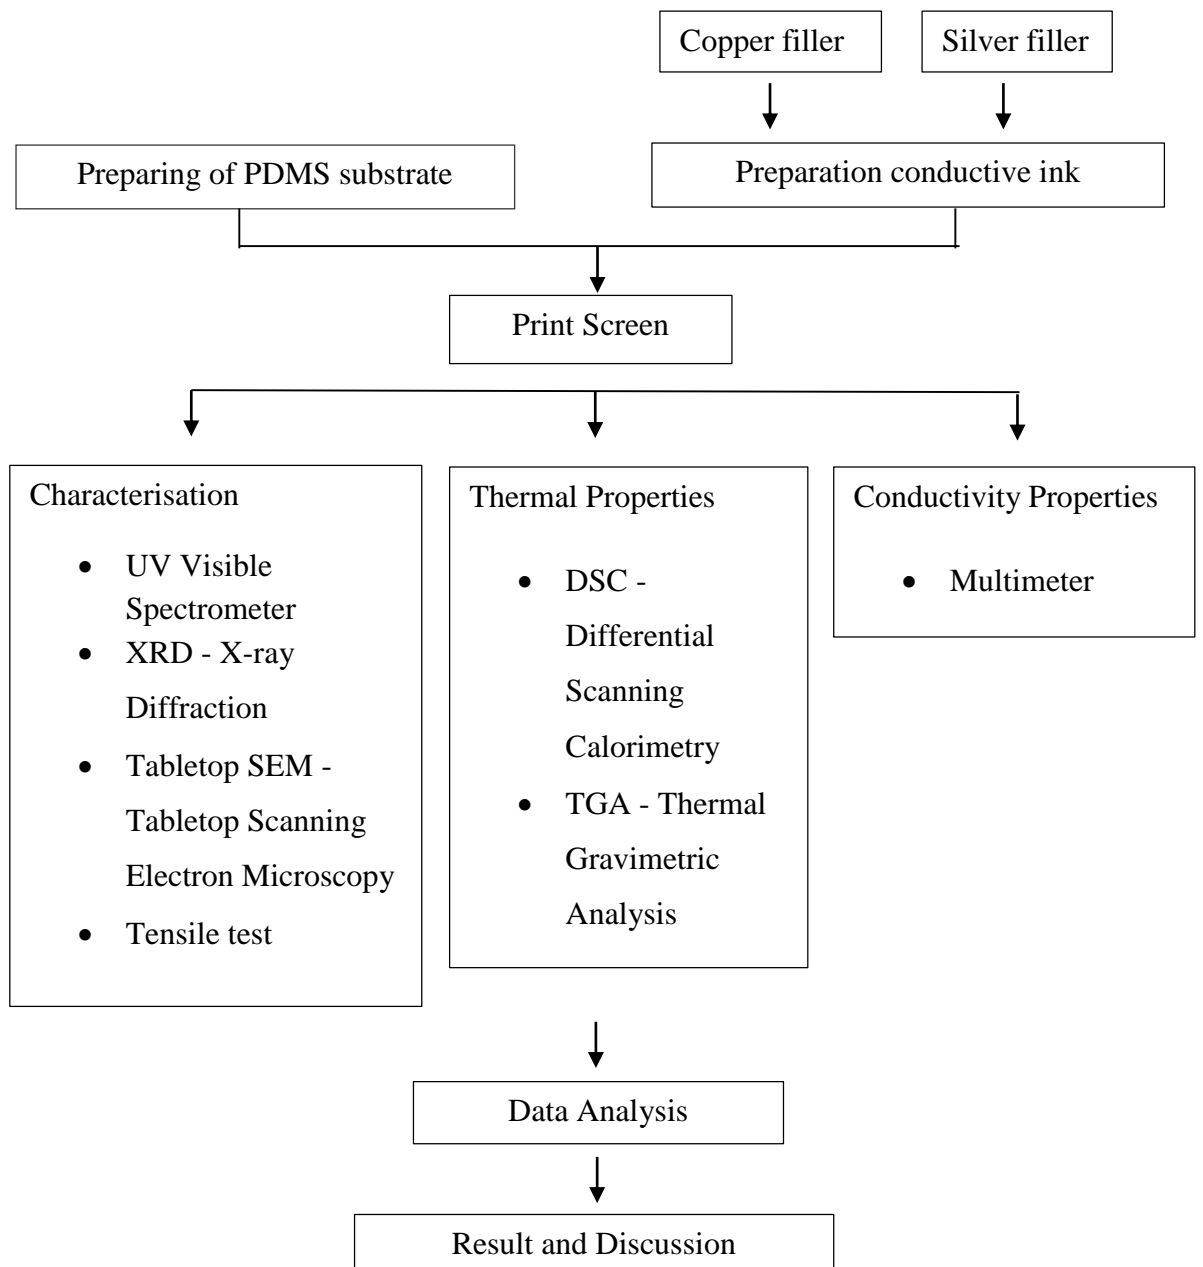 Copper filler
Silver filler
Preparing of PDMS substrate
Preparation conductive ink
Print Screen
Characterisation
• UV Visible
Spectrometer
• XRD - X-ray
Diffraction
• Tabletop SEM -
Tabletop Scanning
Electron Microscopy
• Tensile test
Thermal Properties
• DSC -
Differential
Scanning
Calorimetry
• TGA - Thermal
Gravimetric
Analysis
Conductivity Properties
• Multimeter
Data Analysis
Result and Discussion